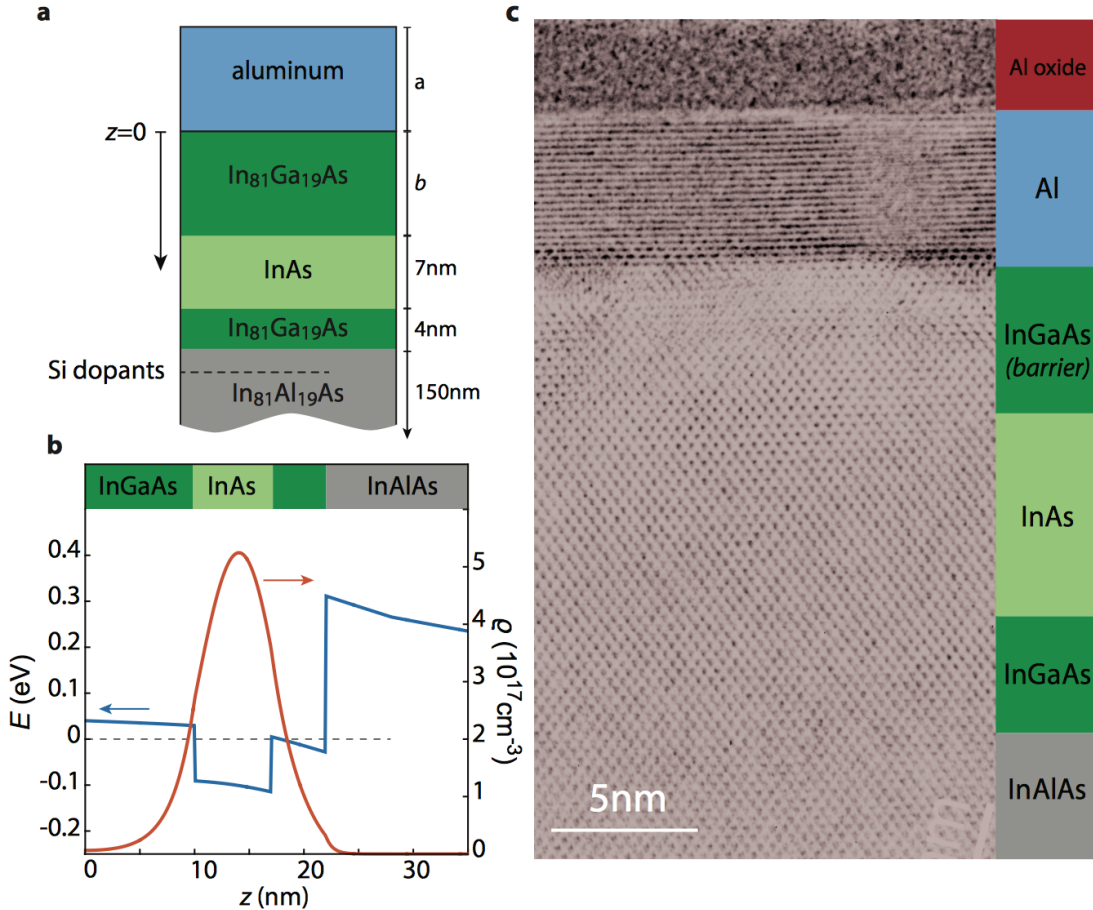 a
aluminum
a
z=0
In₈₁Ga₁₉As
b
InAs
7nm
In₈₁Ga₁₉As
4nm
Si dopants
In₈₁Al₁₉As
150nm
b
InGaAs
InAs
InAlAs
E (eV)
0.4
0.3
0.2
0.1
0
-0.1
-0.2
0
10
20
30
z (nm)
5
4
3
2
1
0
ϱ (10¹⁷cm⁻³)
c
Al oxide
Al
InGaAs
(barrier)
InAs
InGaAs
InAlAs
5nm